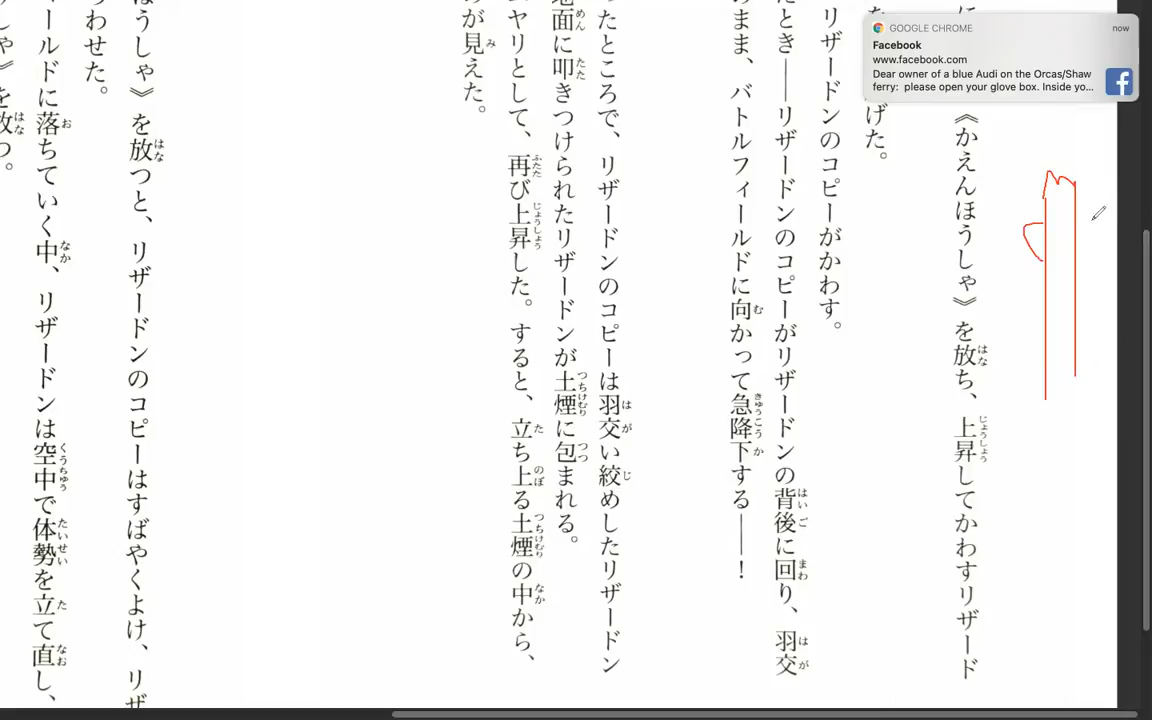 GOOGLE CHROME
now
Facebook
www.facebook.com
Dear owner of a blue Audi on the Orcas/Shaw
ferry: please open your glove box. Inside yo...
《かえんほうしゃ》を放ち、上昇してかわすリザード
げた。
リザードンのコピーがかわす。
たとき――リザードンのコピーがリザードンの背後に回り、羽交
まま、バトルフィールドに向かって急降下する――！
ったところで、リザードンのコピーは羽交い絞めしたリザードン
地面に叩きつけられたリザードンが土煙に包まれる。
ヤリとして、再び上昇した。すると、立ち上る土煙の中から、
が見えた。
ほうしゃ》を放つと、リザードンのコピーはすばやくよけ、リザ
わせた。
ールドに落ちていく中、リザードンは空中で体勢を立て直し、
しゃ》を放つ。